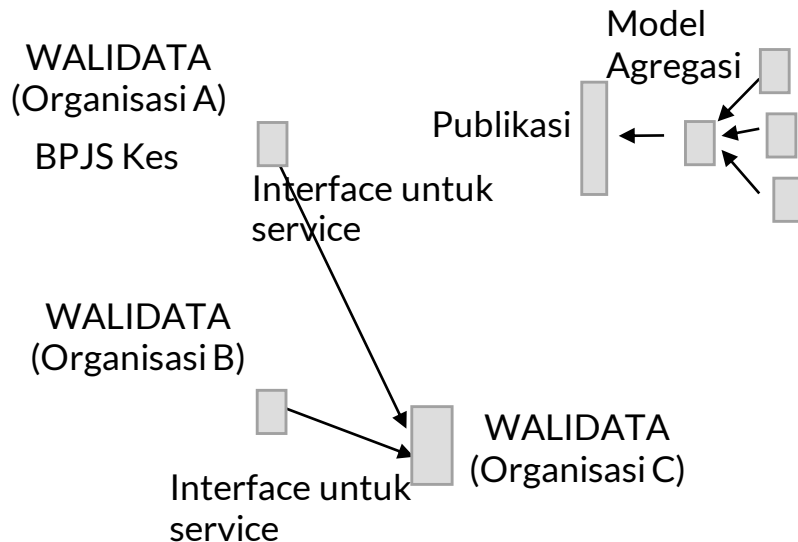 WALIDATA
(Organisasi A)
BPJS Kes
Interface untuk
service
Model
Agregasi
Publikasi
WALIDATA
(Organisasi B)
Interface untuk
service
WALIDATA
(Organisasi C)